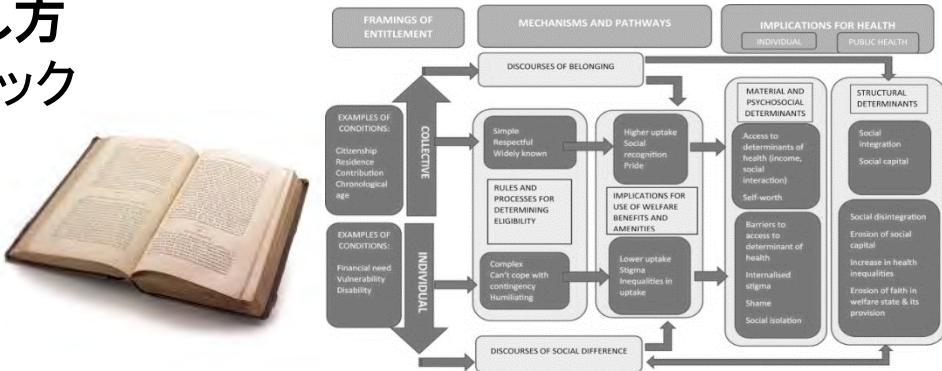 し方
ック
FRAMINGS OF
ENTITLEMENT
MECHANISMS AND PATHWAYS
IMPLICATIONS FOR HEALTH
INDIVIDUAL
PUBLIC HEALTH
DISCOURSES OF BELONGING
EXAMPLES OF
CONDITIONS:
Citizenship
Residence
Contribution
Chronological
age
COLLECTIVE
Simple
Respectful
Widely known
Higher uptake
Social
recognition
Pride
MATERIAL AND
PSYCHOSOCIAL
DETERMINANTS
Access to
determinants of
health (income,
social
interaction)
Self-worth
STRUCTURAL
DETERMINANTS
Social
integration
Social capital
RULES AND
PROCESSES FOR
DETERMINING
ELIGIBILITY
IMPLICATIONS FOR
USE OF WELFARE
BENEFITS AND
AMENITIES
EXAMPLES OF
CONDITIONS:
Financial need
Vulnerability
Disability
INDIVIDUAL
Complex
Can't cope with
contingency
Humiliating
Lower uptake
Stigma
Inequalities in
uptake
Barriers to
access to
determinant of
health
Internalised
stigma
Shame
Social isolation
Social disintegration
Erosion of social
capital
Increase in health
inequalities
Erosion of faith in
welfare state & its
provision
DISCOURSES OF SOCIAL DIFFERENCE